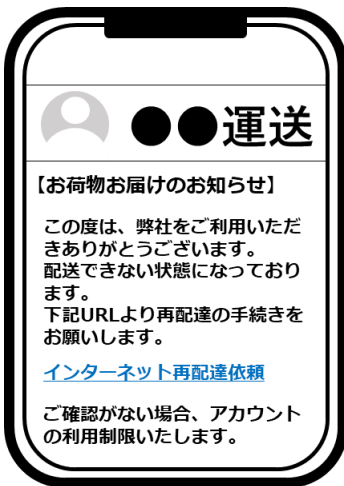 ●●運送
【お荷物お届けのお知らせ】
この度は、弊社をご利用いただ
きありがとうございます。
配送できない状態になっており
ます。
下記URLより再配達の手続きを
お願いします。
インターネット再配達依頼
ご確認がない場合、アカウント
の利用制限いたします。